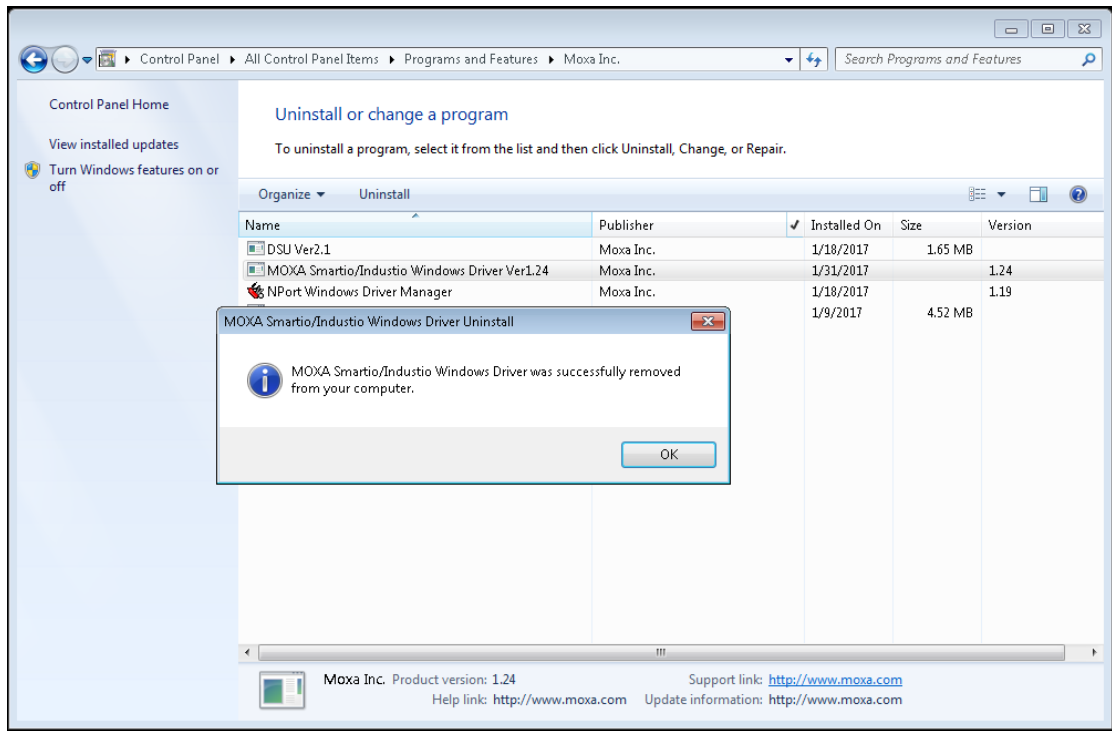 Control Panel ▸ All Control Panel Items ▸ Programs and Features ▸ Moxa Inc.
Search Programs and Features
Control Panel Home
View installed updates
Turn Windows features on or
off
Uninstall or change a program
To uninstall a program, select it from the list and then click Uninstall, Change, or Repair.
Organize Uninstall
Name Publisher Installed On Size Version
DSU Ver2.1 Moxa Inc. 1/18/2017 1.65 MB
MOXA Smartio/Industio Windows Driver Ver1.24 Moxa Inc. 1/31/2017 1.24
NPort Windows Driver Manager Moxa Inc. 1/18/2017 1.19
1/9/2017 4.52 MB
MOXA Smartio/Industio Windows Driver Uninstall
MOXA Smartio/Industio Windows Driver was successfully removed
from your computer.
OK
Moxa Inc. Product version: 1.24 Support link: http://www.moxa.com
Help link: http://www.moxa.com Update information: http://www.moxa.com